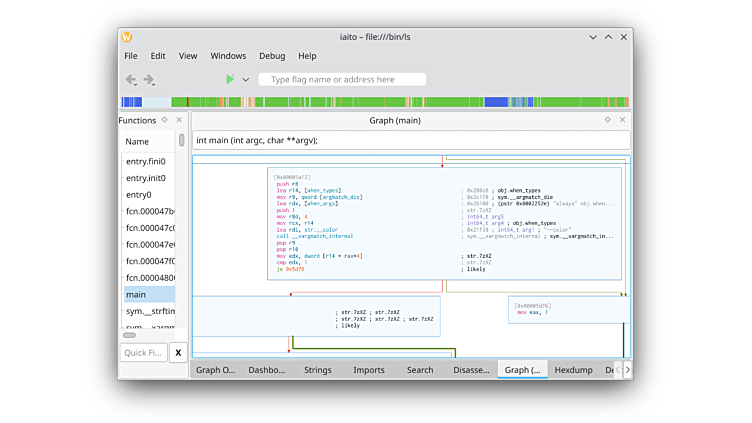 iaito – file:///bin/ls
File Edit View Windows Debug Help
Type flag name or address here
Functions
Graph (main)
Name
int main (int argc, char **argv);
entry.fini0
entry.init0
entry0
fcn.000047b
fcn.000047c
fcn.000047e
fcn.000047f
fcn.0000480
main
sym.__strftim
sym.__xargm
Quick Fi... X
[0x00005a12]
push r8
lea r14, [when_types]
mov r9, qword [argmatch_die]
lea rdx, [when_args]
push 1
mov r8d, 4
mov rcx, r14
lea rdi, str.__color
call __xargmatch_internal
pop r9
pop r10
mov edx, dword [r14 + rax*4]
cmp edx, 1
je 0x5d76
; 0x206c0 ; obj.when_types
; 0x2c1f0 ; sym.__argmatch_die
; 0x2b100 ; (pstr 0x0002252e) "always" obj.when...
; str.7zXZ
; int64_t arg5
; int64_t arg4 ; obj.when_types
; 0x21f38 ; int64_t arg1 ; "--color"
; sym.__xargmatch_internal ; sym.__xargmatch_in...
; str.7zXZ
; str.7zXZ
; likely
; str.7zXZ ; str.7zXZ
; str.7zXZ ; str.7zXZ ; str.7zXZ
; likely
[0x00005d76]
mov eax, 1
Graph O... Dashbo... Strings Imports Search Disasse... Graph (... Hexdump De